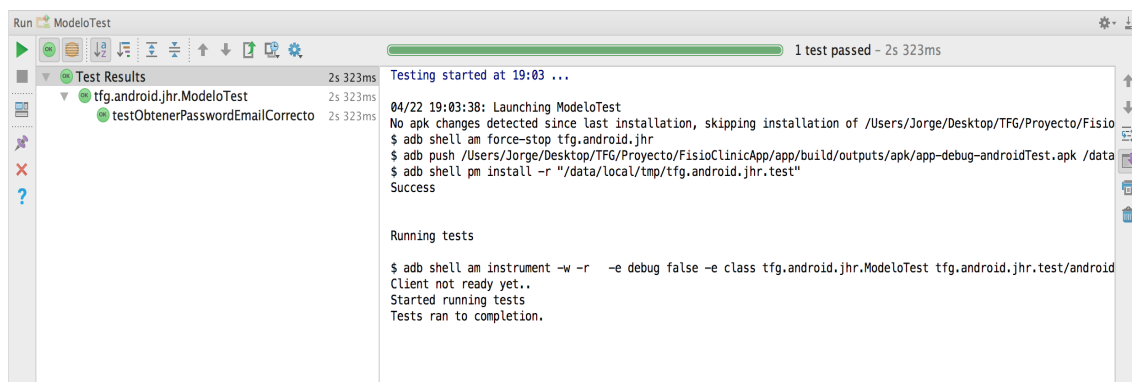 Run ModeloTest
1 test passed – 2s 323ms
Test Results 2s 323ms
tfg.android.jhr.ModeloTest 2s 323ms
testObtenerPasswordEmailCorrecto 2s 323ms
Testing started at 19:03 ...
04/22 19:03:38: Launching ModeloTest
No apk changes detected since last installation, skipping installation of /Users/Jorge/Desktop/TFG/Proyecto/Fisio
$ adb shell am force-stop tfg.android.jhr
$ adb push /Users/Jorge/Desktop/TFG/Proyecto/FisioClinicApp/app/build/outputs/apk/app-debug-androidTest.apk /data
$ adb shell pm install -r "/data/local/tmp/tfg.android.jhr.test"
Success
Running tests
$ adb shell am instrument -w -r   -e debug false -e class tfg.android.jhr.ModeloTest tfg.android.jhr.test/android
Client not ready yet..
Started running tests
Tests ran to completion.